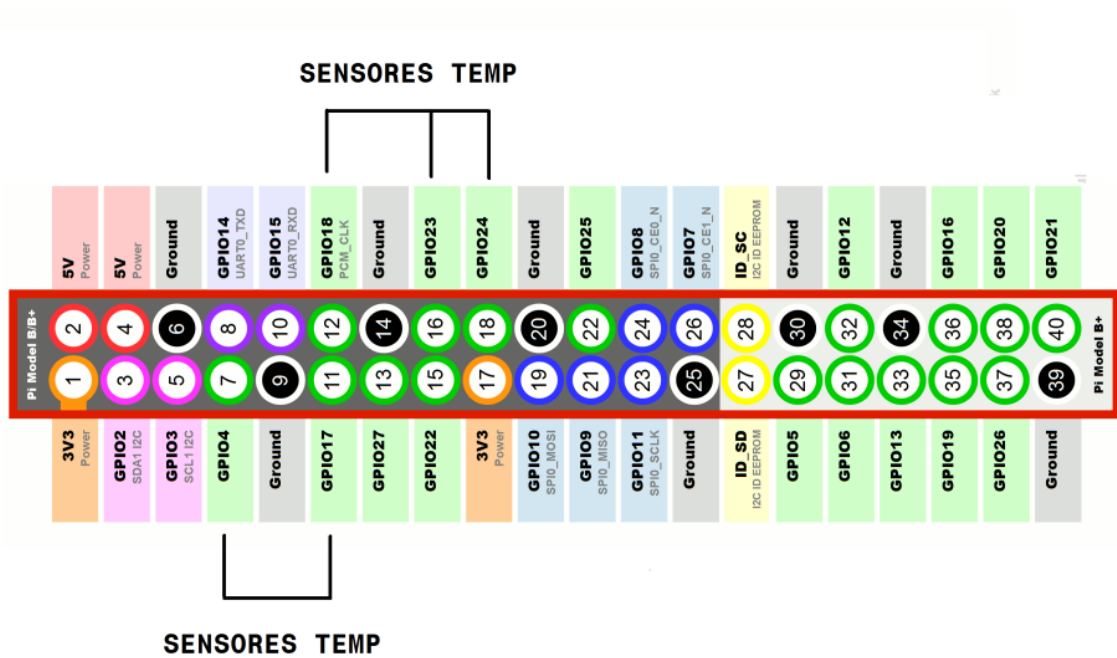 SENSORES TEMP
5V
Power
5V
Power
Ground
GPIO14
UART0_TXD
GPIO15
UART0_RXD
GPIO18
PCM_CLK
Ground
GPIO23
GPIO24
Ground
GPIO25
GPIO8
SPI0_CE0_N
GPIO7
SPI0_CE1_N
ID_SC
I2C ID EEPROM
Ground
GPIO12
Ground
GPIO16
GPIO20
GPIO21
Pi Model B/B+
2 4 6 8 10 12 14 16 18 20 22 24 26 28 30 32 34 36 38 40
1 3 5 7 9 11 13 15 17 19 21 23 25 27 29 31 33 35 37 39
Pi Model B+
3V3
Power
GPIO2
SDA1 I2C
GPIO3
SCL1 I2C
GPIO4
Ground
GPIO17
GPIO27
GPIO22
3V3
Power
GPIO10
SPI0_MOSI
GPIO9
SPI0_MISO
GPIO11
SPI0_SCLK
Ground
ID_SD
I2C ID EEPROM
GPIO5
GPIO6
GPIO13
GPIO19
GPIO26
Ground
SENSORES TEMP